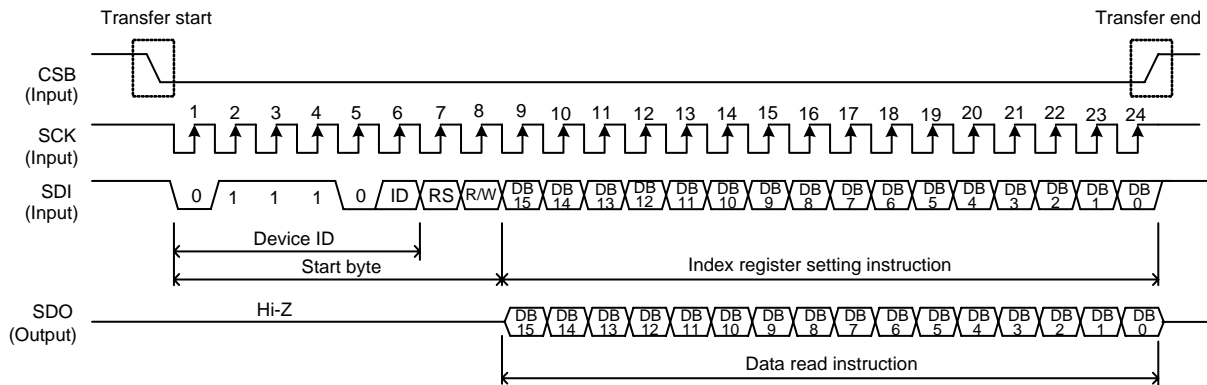 Transfer start Transfer end
CSB
(Input)
1 2 3 4 5 6 7 8 9 10 11 12 13 14 15 16 17 18 19 20 21 22 23 24
SCK
(Input)
SDI
(Input)
0 1 1 1 0 ID RS R/W DB 15 DB 14 DB 13 DB 12 DB 11 DB 10 DB 9 DB 8 DB 7 DB 6 DB 5 DB 4 DB 3 DB 2 DB 1 DB 0
Device ID
Start byte Index register setting instruction
SDO
(Output)
Hi-Z DB 15 DB 14 DB 13 DB 12 DB 11 DB 10 DB 9 DB 8 DB 7 DB 6 DB 5 DB 4 DB 3 DB 2 DB 1 DB 0
Data read instruction